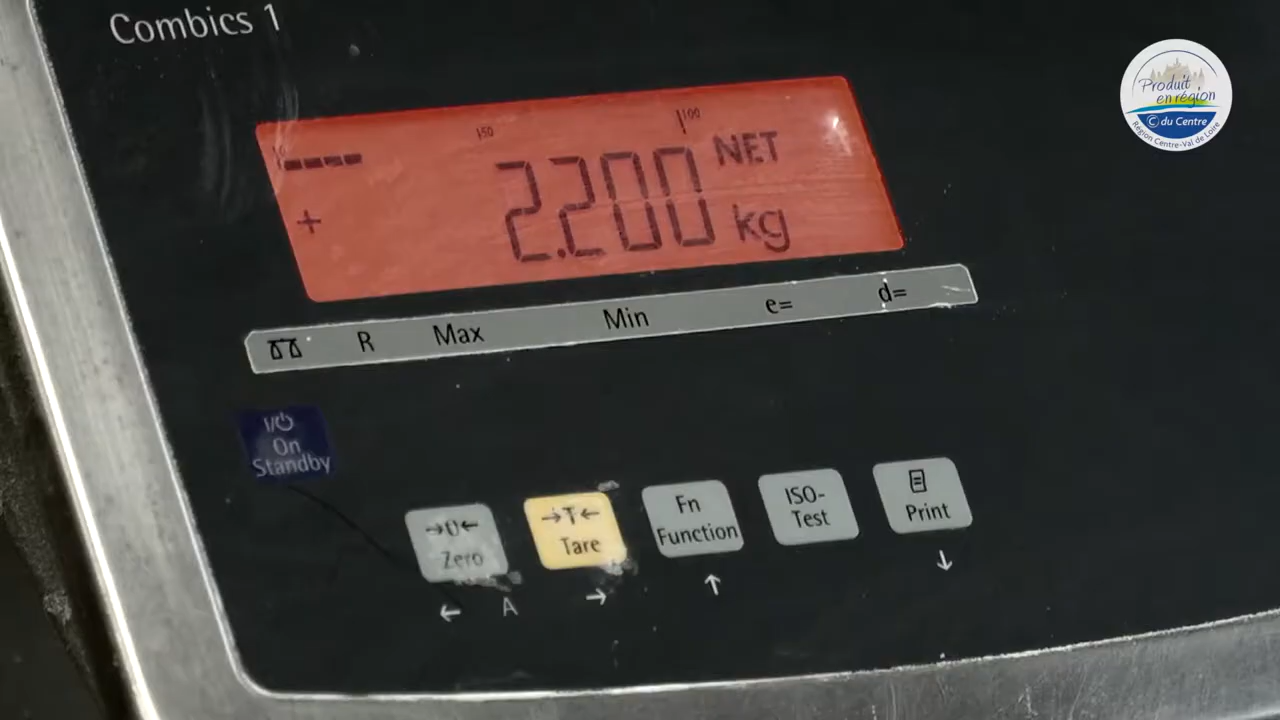 Combics 1
Produit
en région
© du Centre
Région Centre-Val de Loire
100
NET
+
2.200 kg
R Max Min e= d=
I/⏻
On
Standby
→0←
Zero
→T←
Tare
Fn
Function
ISO-
Test
Print
← A → ↑ ↓